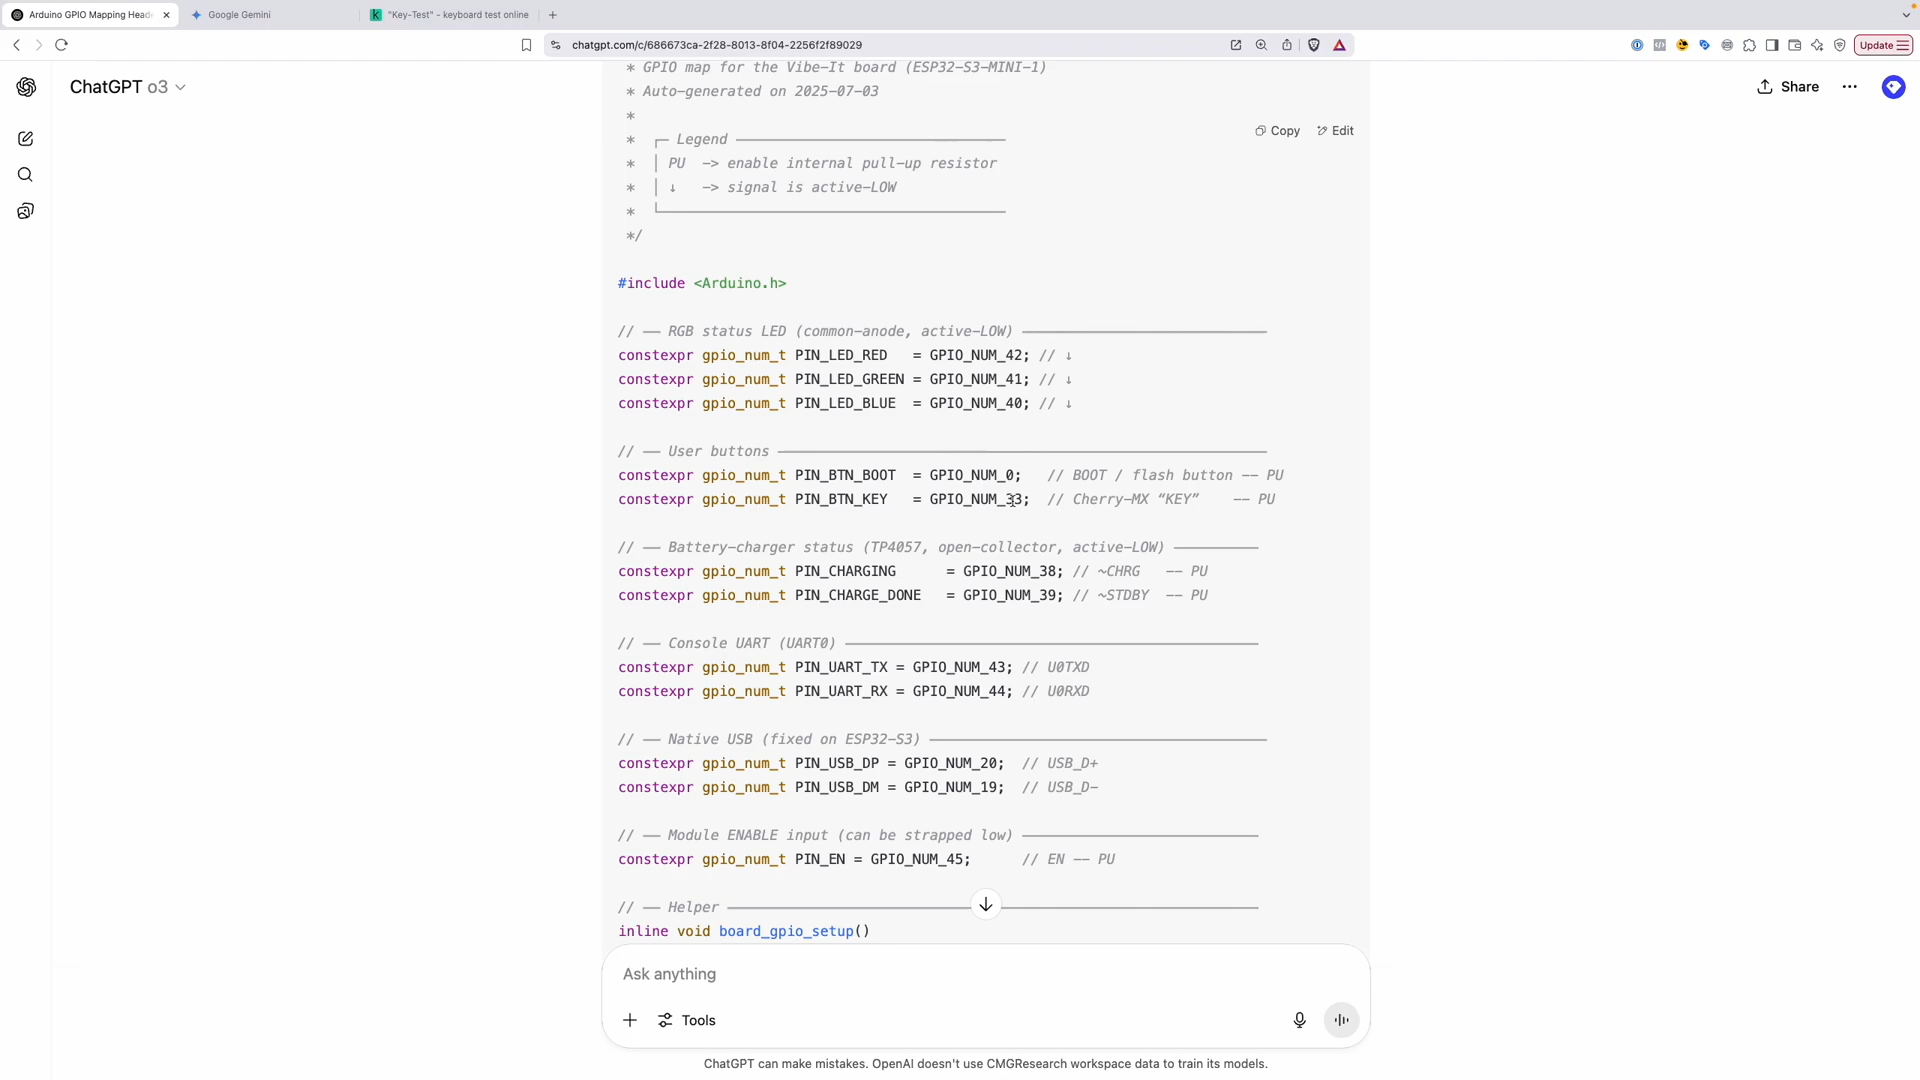 Arduino GPIO Mapping Head
Google Gemini
"Key-Test" - keyboard test online
chatgpt.com/c/686673ca-2f28-8013-8f04-2256f2f89029
Update
ChatGPT o3
Share
* GPIO map for the Vibe-It board (ESP32-S3-MINI-1)
* Auto-generated on 2025-07-03
*
Copy
Edit
* ┌─ Legend ────────────────
* │ PU -> enable internal pull-up resistor
* │ ↓ -> signal is active-LOW
* └────────────────
*/
#include <Arduino.h>
// —— RGB status LED (common-anode, active-LOW) ————————
constexpr gpio_num_t PIN_LED_RED = GPIO_NUM_42; // ↓
constexpr gpio_num_t PIN_LED_GREEN = GPIO_NUM_41; // ↓
constexpr gpio_num_t PIN_LED_BLUE = GPIO_NUM_40; // ↓
// —— User buttons ————————
constexpr gpio_num_t PIN_BTN_BOOT = GPIO_NUM_0; // BOOT / flash button -- PU
constexpr gpio_num_t PIN_BTN_KEY = GPIO_NUM_33; // Cherry-MX “KEY” -- PU
// —— Battery-charger status (TP4057, open-collector, active-LOW) ————————
constexpr gpio_num_t PIN_CHARGING = GPIO_NUM_38; // ~CHRG -- PU
constexpr gpio_num_t PIN_CHARGE_DONE = GPIO_NUM_39; // ~STDBY -- PU
// —— Console UART (UART0) ————————
constexpr gpio_num_t PIN_UART_TX = GPIO_NUM_43; // U0TXD
constexpr gpio_num_t PIN_UART_RX = GPIO_NUM_44; // U0RXD
// —— Native USB (fixed on ESP32-S3) ————————
constexpr gpio_num_t PIN_USB_DP = GPIO_NUM_20; // USB_D+
constexpr gpio_num_t PIN_USB_DM = GPIO_NUM_19; // USB_D-
// —— Module ENABLE input (can be strapped low) ————————
constexpr gpio_num_t PIN_EN = GPIO_NUM_45; // EN -- PU
// —— Helper ————————
inline void board_gpio_setup()
Ask anything
Tools
ChatGPT can make mistakes. OpenAI doesn't use CMGResearch workspace data to train its models.